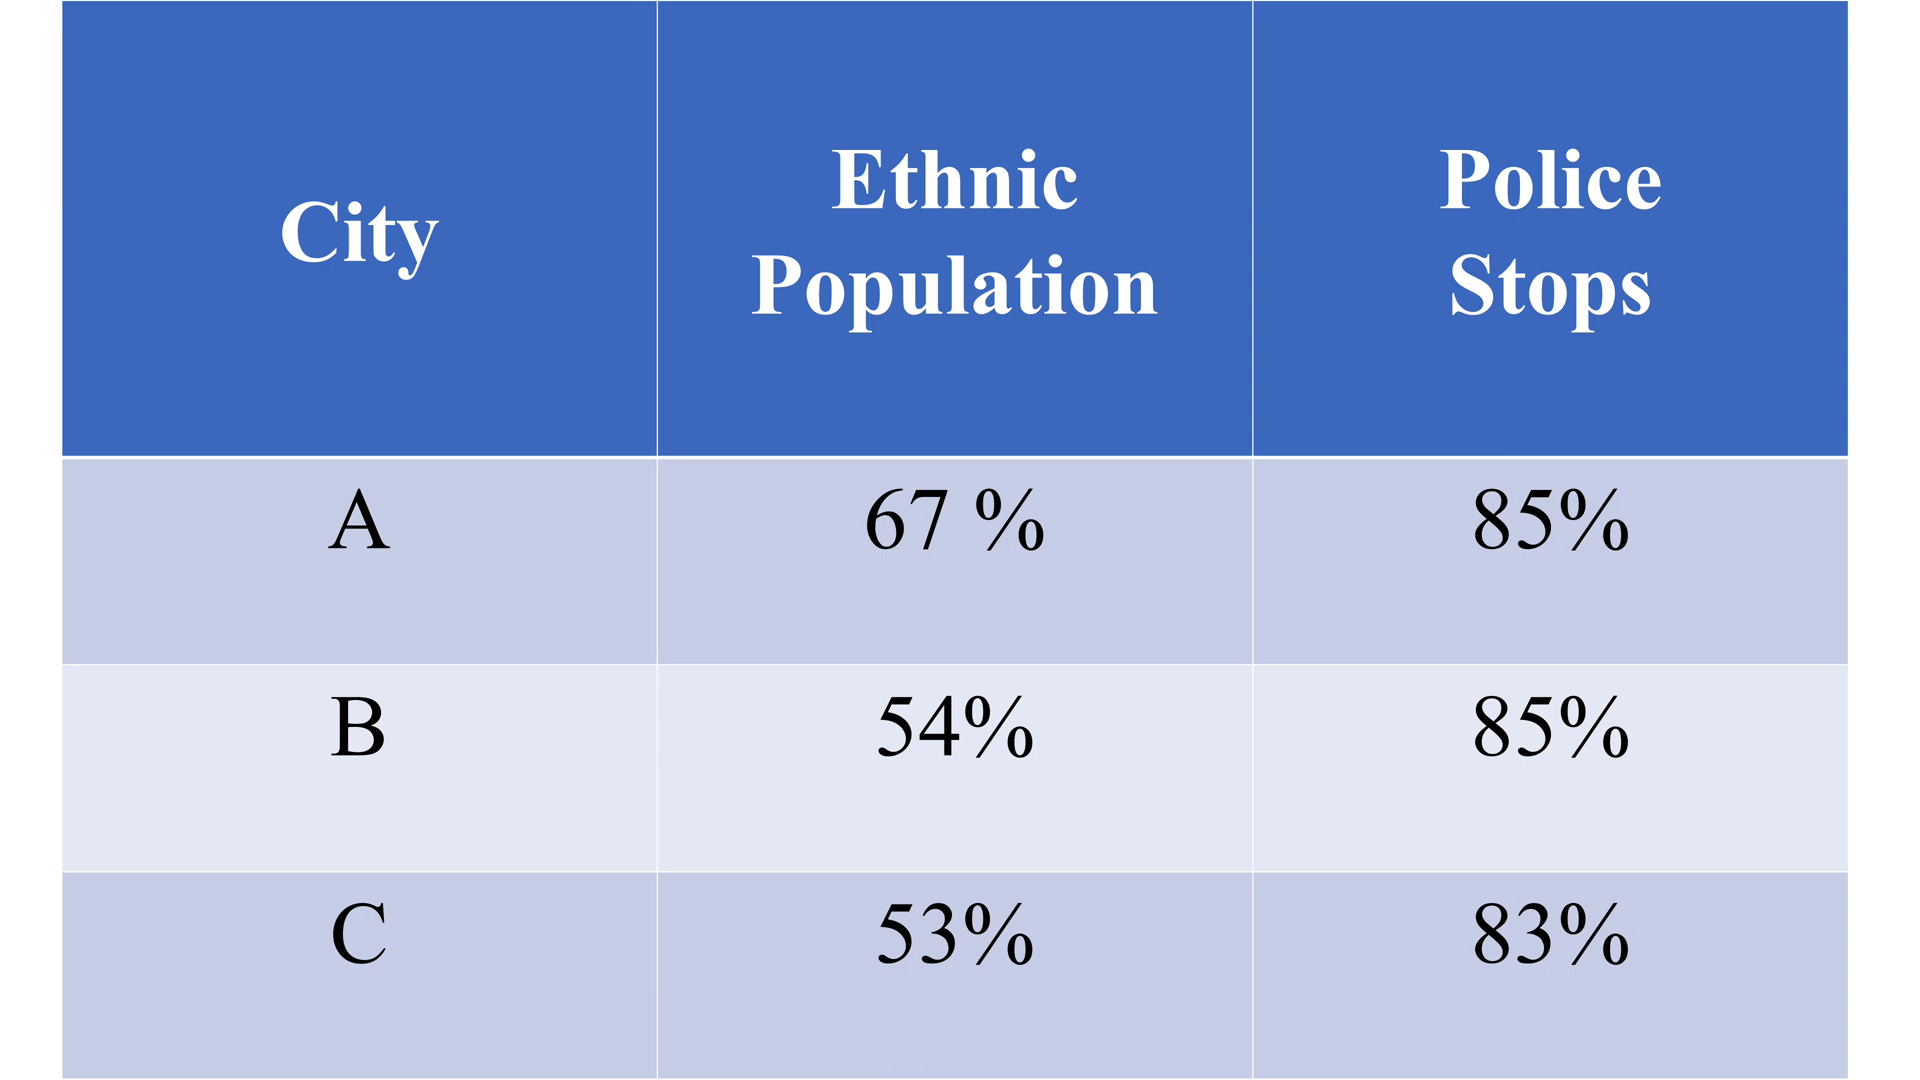 City
Ethnic
Population
Police
Stops
A
67 %
85%
B
54%
85%
C
53%
83%